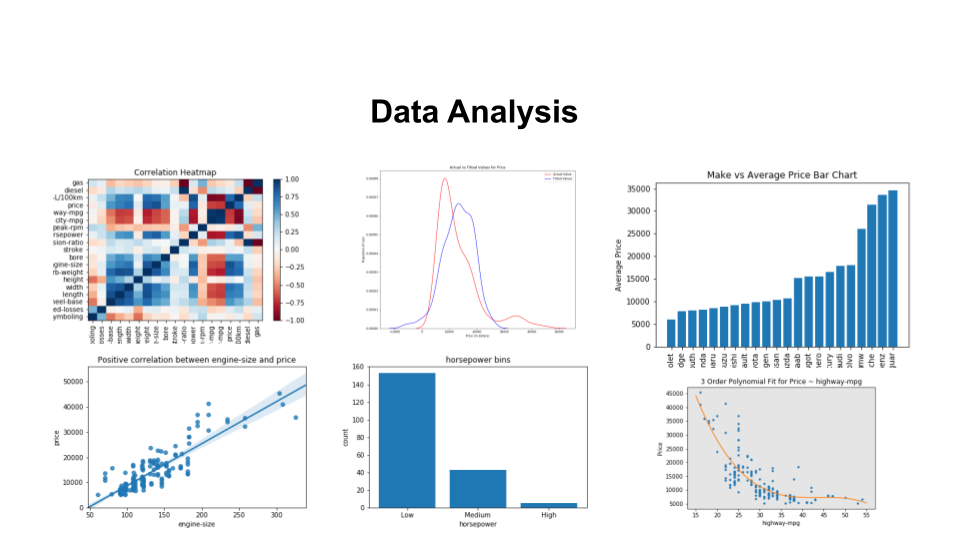 Data Analysis
Correlation Heatmap
gas
diesel
-L/100km
price
way-mpg
city-mpg
peak-rpm
rsepower
sion-ratio
stroke
bore
gine-size
rb-weight
height
width
length
heel-base
ed-losses
ymboling
1.00
0.75
0.50
0.25
0.00
−0.25
−0.50
−0.75
−1.00
Actual vs Fitted Values for Price
Actual Value
Fitted Values
Make vs Average Price Bar Chart
Average Price
35000
30000
25000
20000
15000
10000
5000
0
Positive correlation between engine-size and price
price
50000
40000
30000
20000
10000
0
50 100 150 200 250 300
engine-size
horsepower bins
count
160
140
120
100
80
60
40
20
0
Low Medium High
horsepower
3 Order Polynomial Fit for Price ~ highway-mpg
Price
45000
40000
35000
30000
25000
20000
15000
10000
5000
15 20 25 30 35 40 45 50 55
highway-mpg